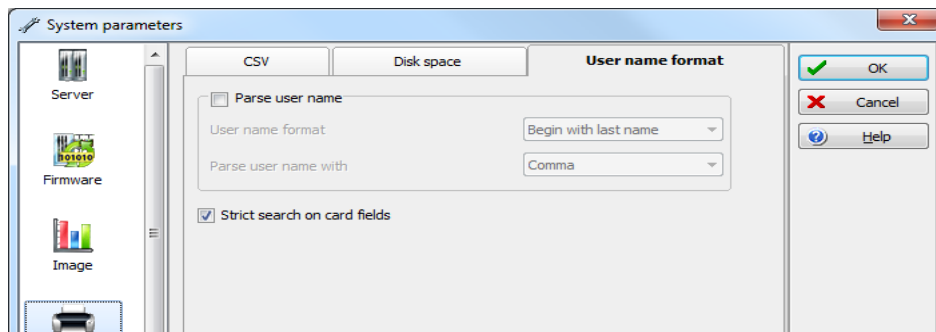 System parameters
Server
Firmware
Image
CSV
Disk space
User name format
Parse user name
User name format
Begin with last name
Parse user name with
Comma
Strict search on card fields
OK
Cancel
Help